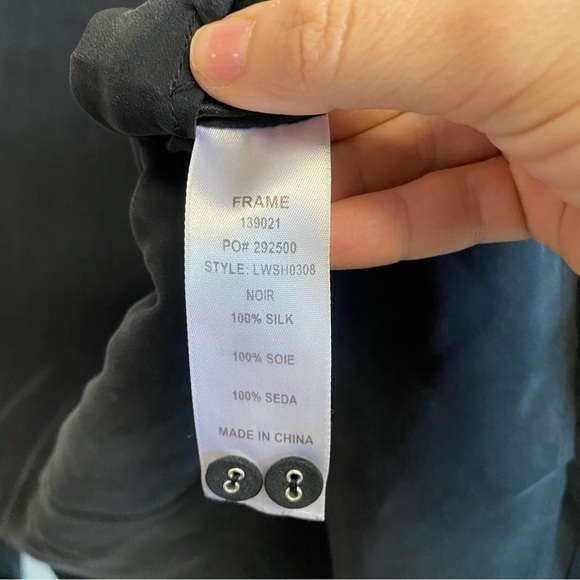 FRAME
139021
PO# 292500
STYLE: LWSH0308
NOIR
100% SILK
100% SOIE
100% SEDA
MADE IN CHINA